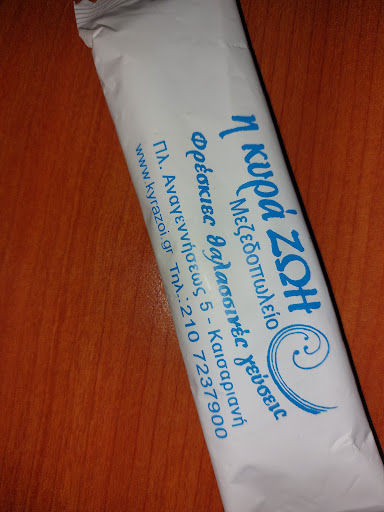 η κυρά ΖΩΗ
Μεζεδοπωλείο
Φρέσκιες θαλασσινές γεύσεις
Πλ. Αναγεννήσεως 5 - Καισαριανή
www.kyrazoi.gr Τηλ.: 210 7237900